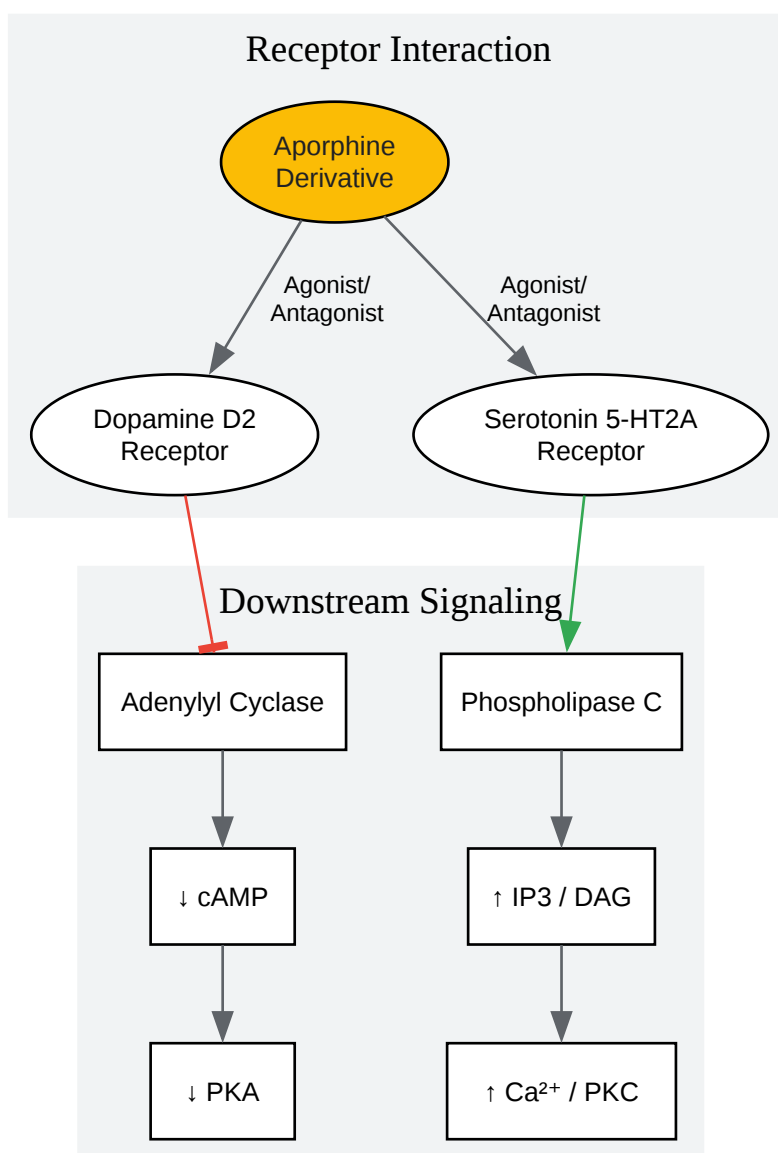 Receptor Interaction
Aporphine
Derivative
Agonist/
Antagonist
Agonist/
Antagonist
Dopamine D2
Receptor
Serotonin 5-HT2A
Receptor
Downstream Signaling
Adenylyl Cyclase
Phospholipase C
↓ cAMP
↑ IP3 / DAG
↓ PKA
↑ Ca²⁺ / PKC